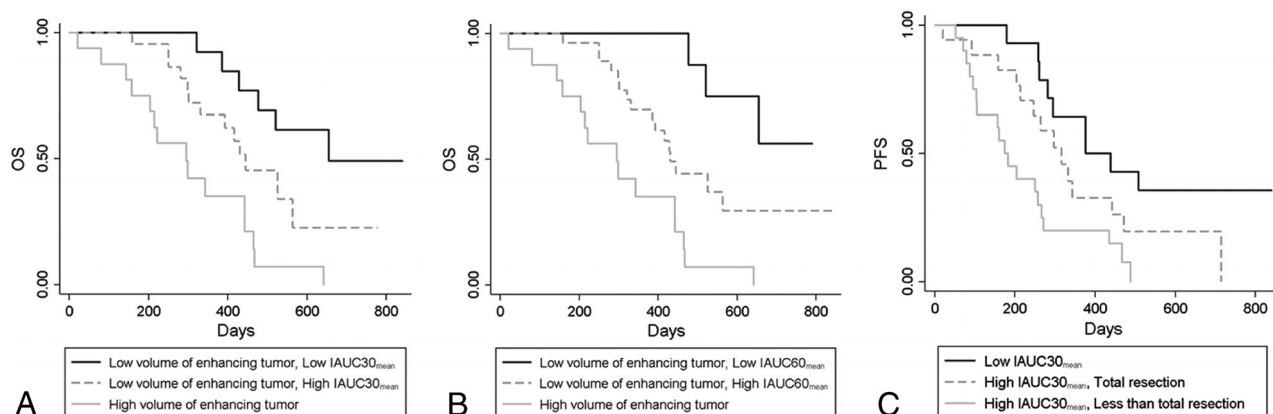 1.00
0.50
0.00
OS
0 200 400 600 800
Days
Low volume of enhancing tumor, Low IAUC30mean
Low volume of enhancing tumor, High IAUC30mean
High volume of enhancing tumor
A
1.00
0.50
0.00
OS
0 200 400 600 800
Days
Low volume of enhancing tumor, Low IAUC60mean
Low volume of enhancing tumor, High IAUC60mean
High volume of enhancing tumor
B
1.00
0.50
0.00
PFS
0 200 400 600 800
Days
Low IAUC30mean
High IAUC30mean, Total resection
High IAUC30mean, Less than total resection
C